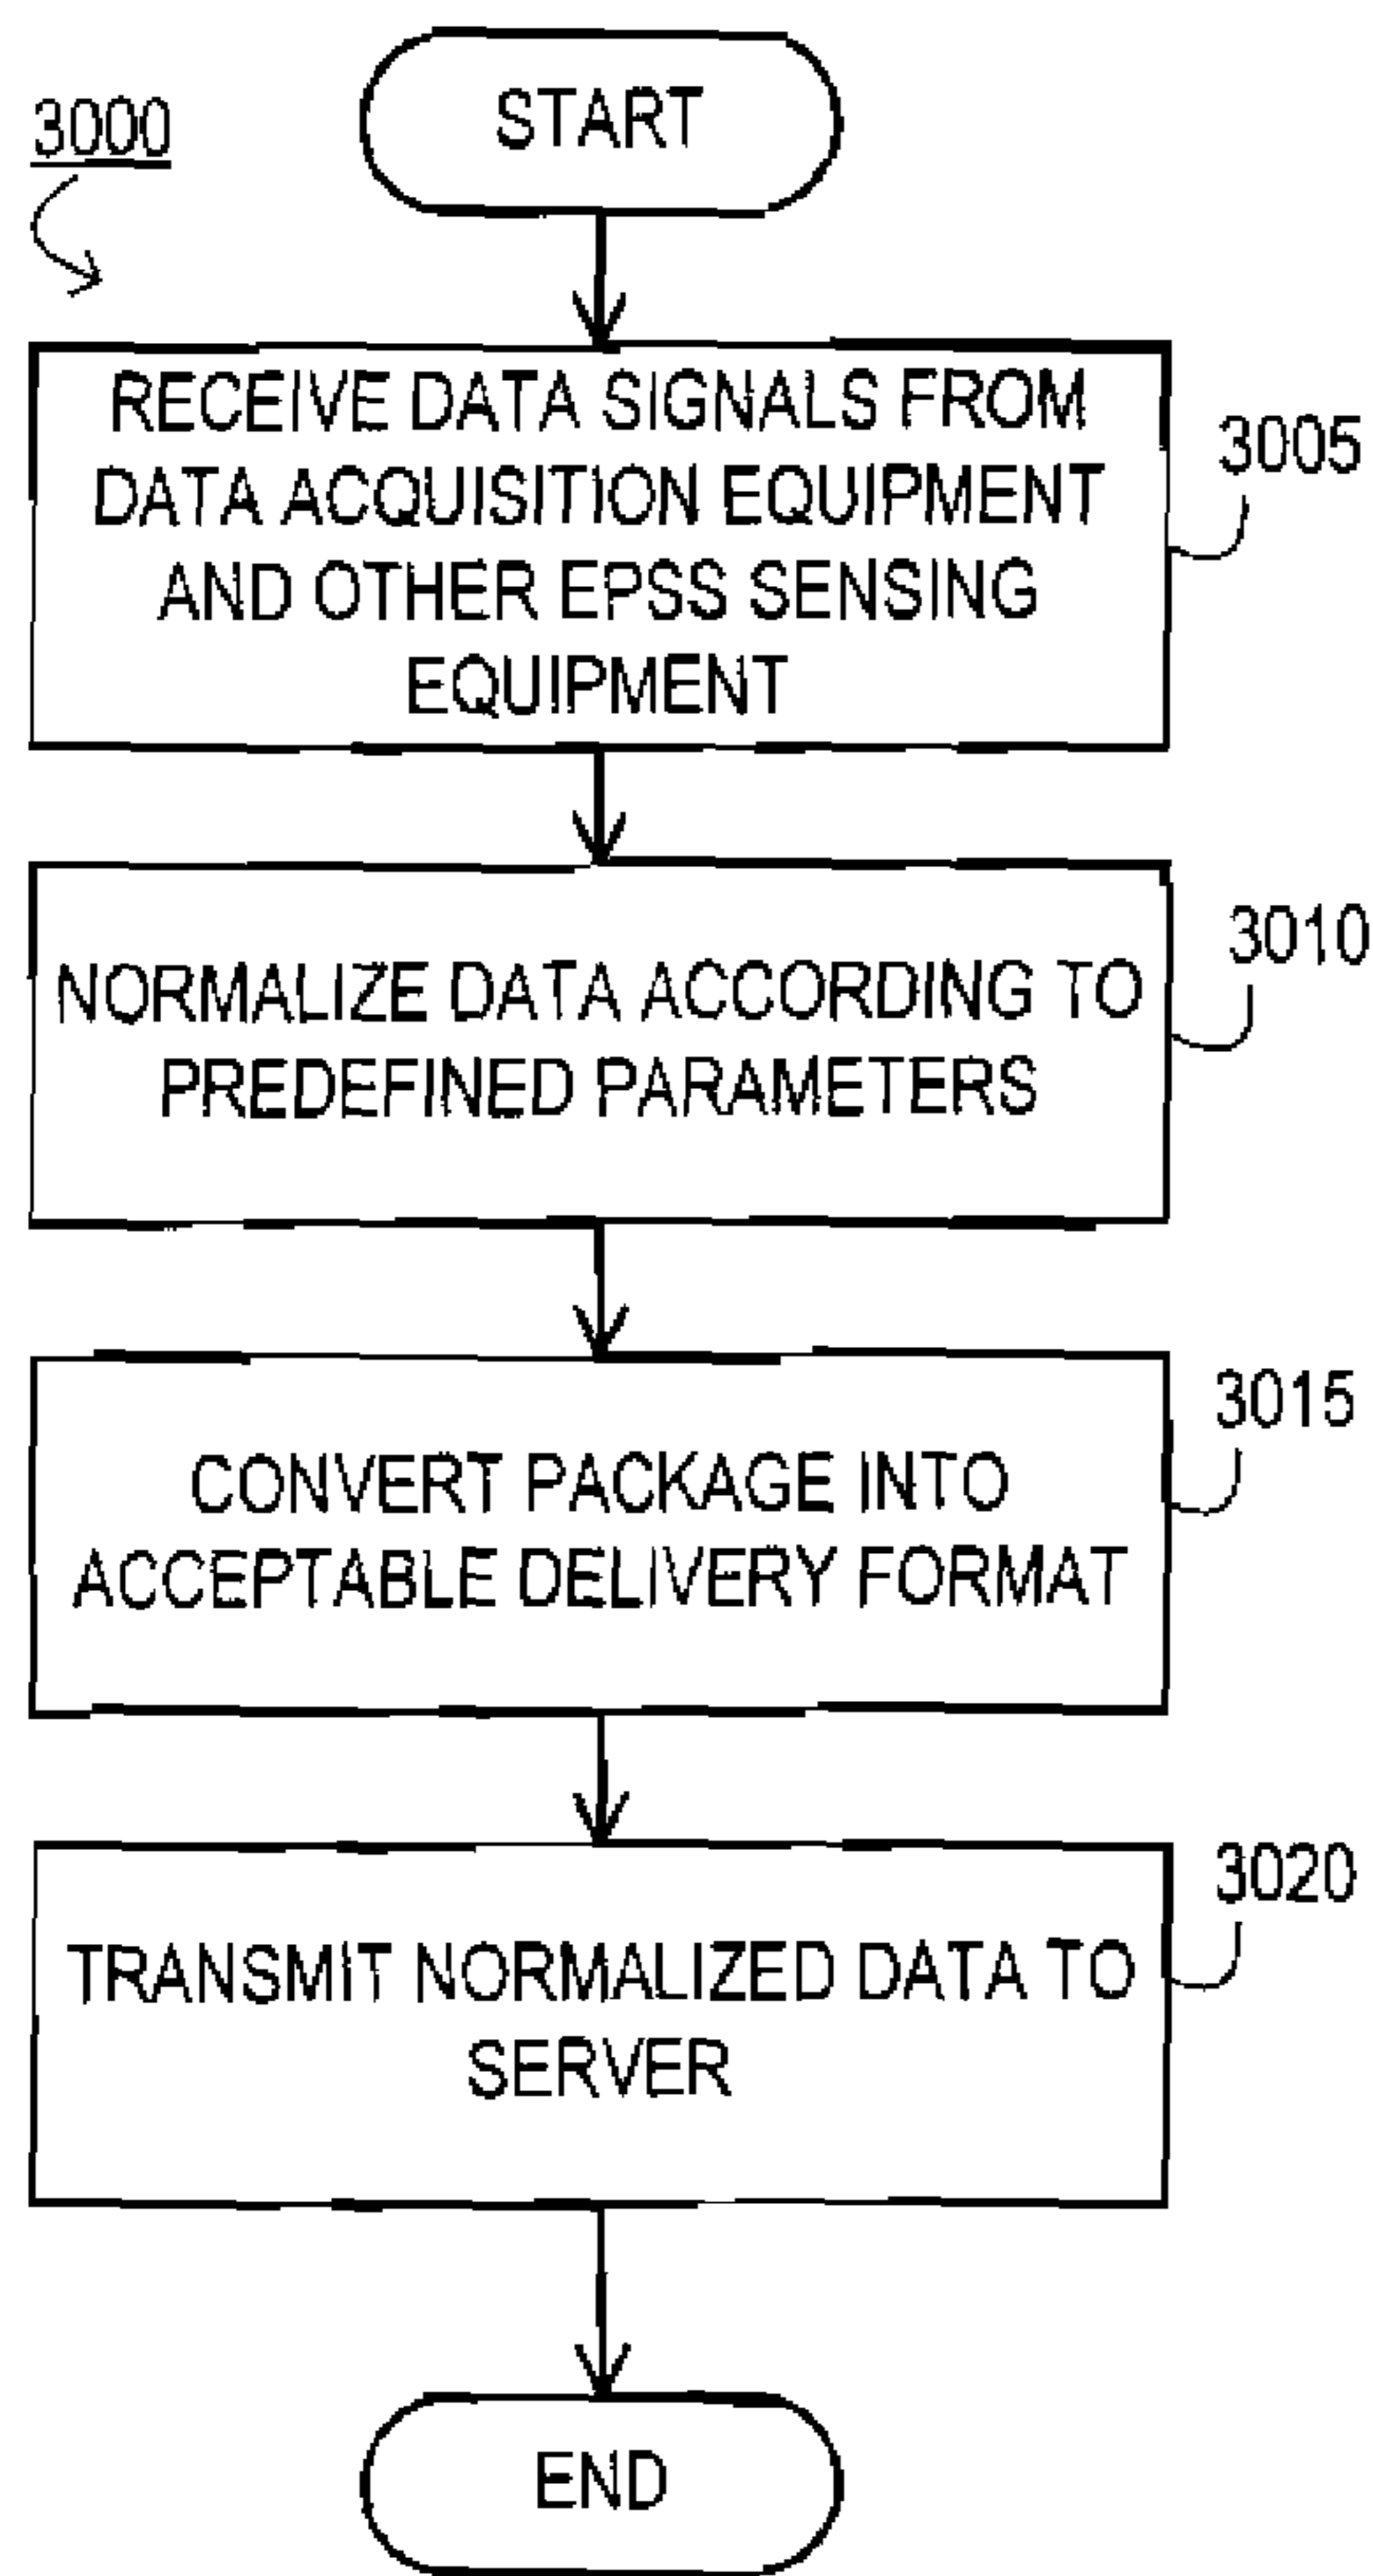 3000
START
RECEIVE DATA SIGNALS FROM
DATA ACQUISITION EQUIPMENT
AND OTHER EPSS SENSING
EQUIPMENT
3005
NORMALIZE DATA ACCORDING TO
PREDEFINED PARAMETERS
3010
CONVERT PACKAGE INTO
ACCEPTABLE DELIVERY FORMAT
3015
TRANSMIT NORMALIZED DATA TO
SERVER
3020
END